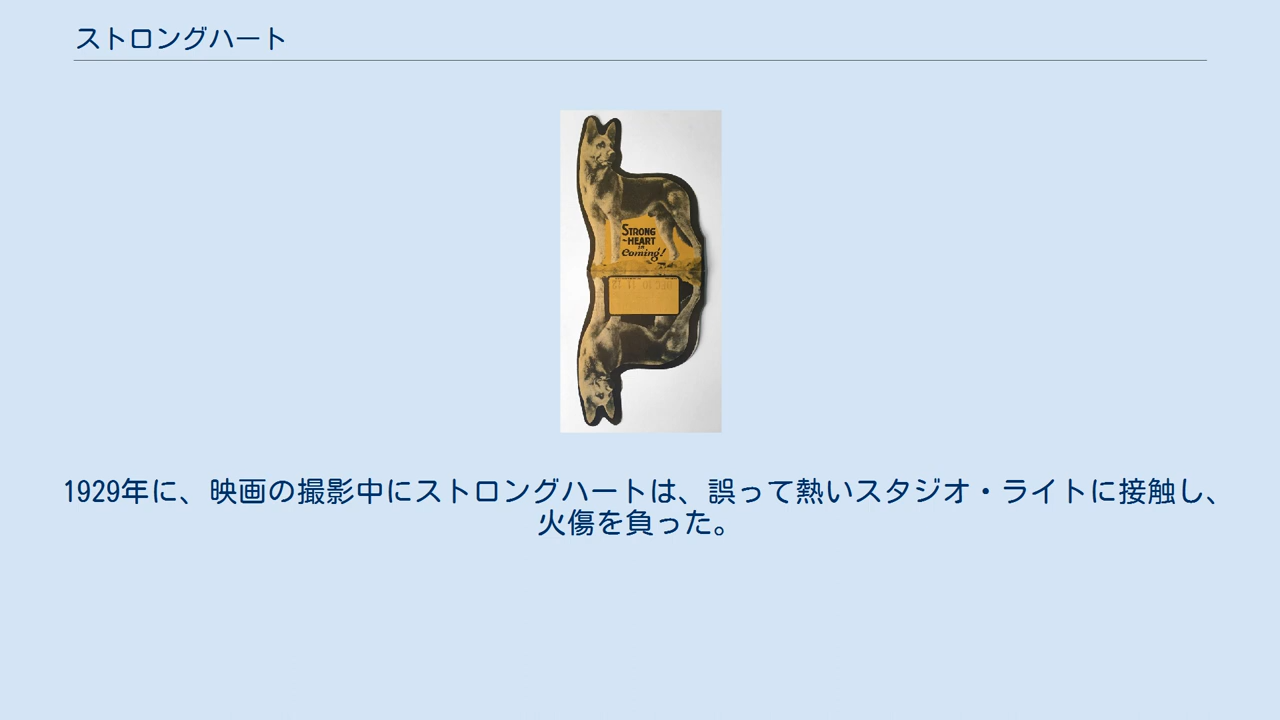 ストロングハート
STRONG
-HEART
IN
Coming!
1929年に、映画の撮影中にストロングハートは、誤って熱いスタジオ・ライトに接触し、
火傷を負った。